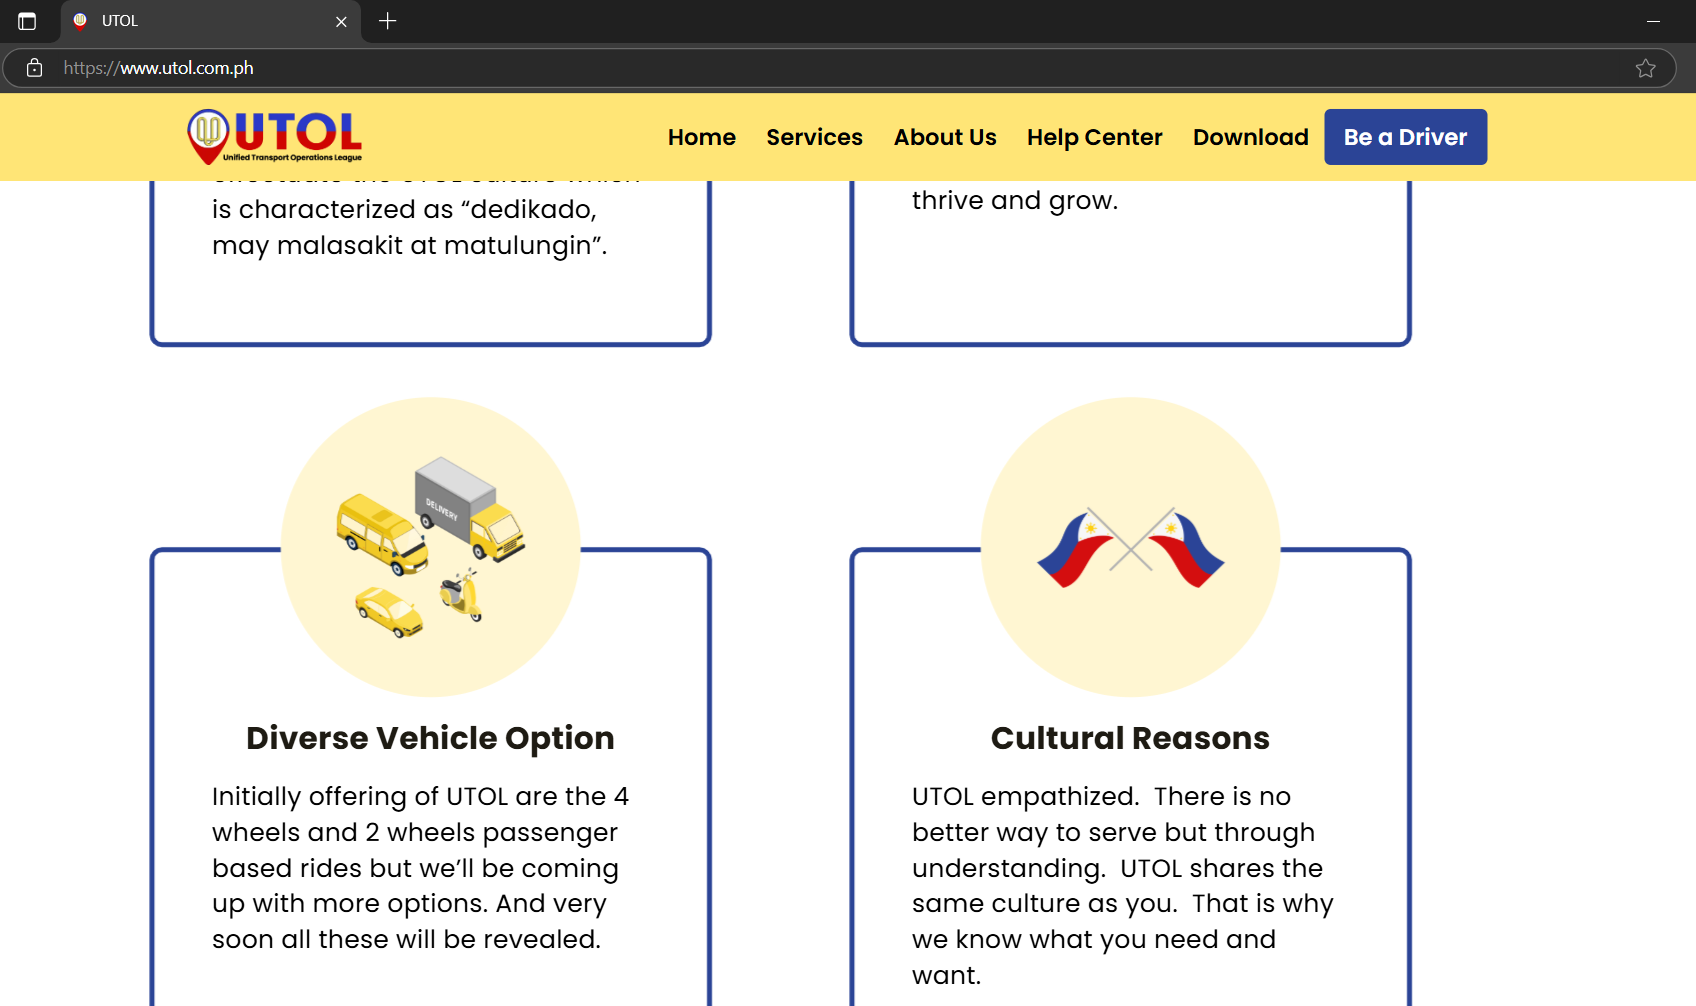 UTOL
https://www.utol.com.ph
UTOL
Unified Transport Operations League
Home Services About Us Help Center Download Be a Driver
is characterized as “dedikado,
may malasakit at matulungin”.
thrive and grow.
DELIVERY
Diverse Vehicle Option
Initially offering of UTOL are the 4
wheels and 2 wheels passenger
based rides but we’ll be coming
up with more options. And very
soon all these will be revealed.
Cultural Reasons
UTOL empathized.  There is no
better way to serve but through
understanding.  UTOL shares the
same culture as you.  That is why
we know what you need and
want.